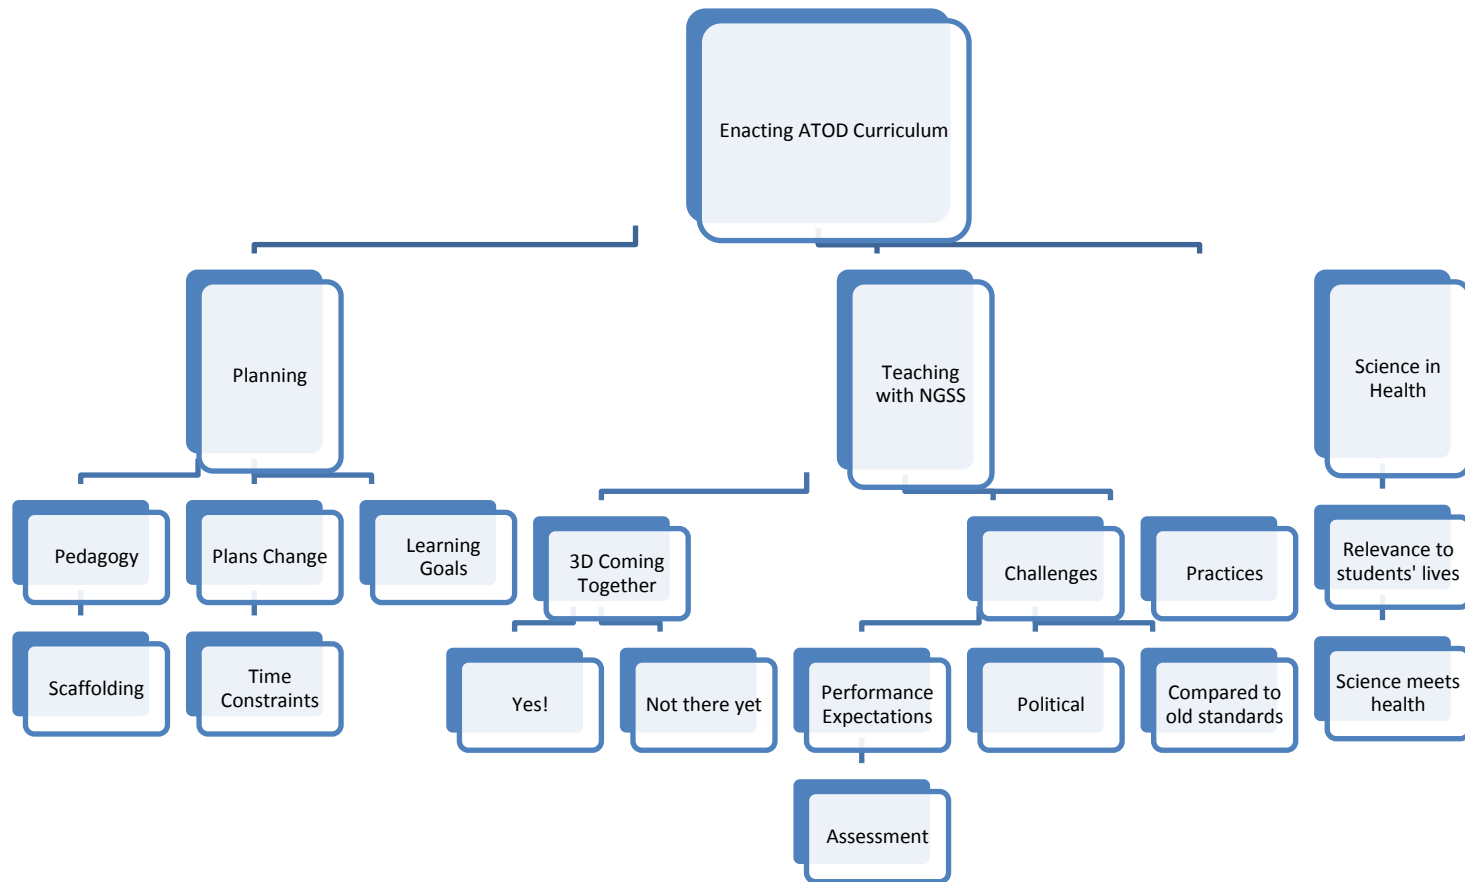 Enacting ATOD Curriculum
Planning
Teaching
with NGSS
Science in
Health
Pedagogy
Plans Change
Learning
Goals
3D Coming
Together
Challenges
Practices
Relevance to
students' lives
Scaffolding
Time
Constraints
Yes!
Not there yet
Performance
Expectations
Political
Compared to
old standards
Science meets
health
Assessment